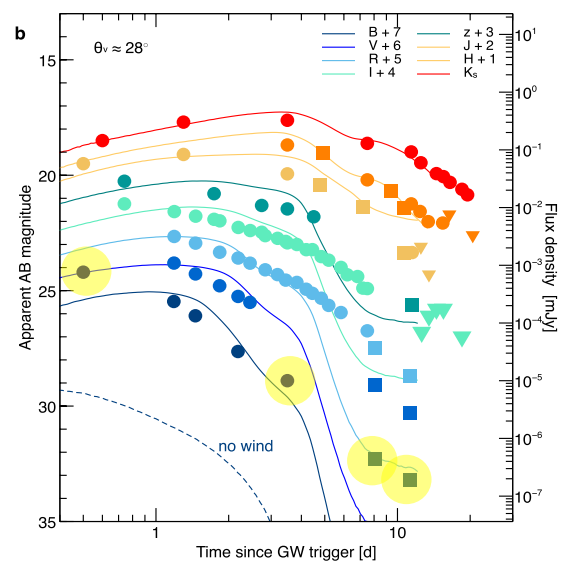 b
θᵥ ≈ 28°
B + 7
V + 6
R + 5
I + 4
z + 3
J + 2
H + 1
Kₛ
15
20
25
30
35
Apparent AB magnitude
10¹
10⁰
10⁻¹
10⁻²
10⁻³
10⁻⁴
10⁻⁵
10⁻⁶
10⁻⁷
Flux density [mJy]
no wind
1
10
Time since GW trigger [d]